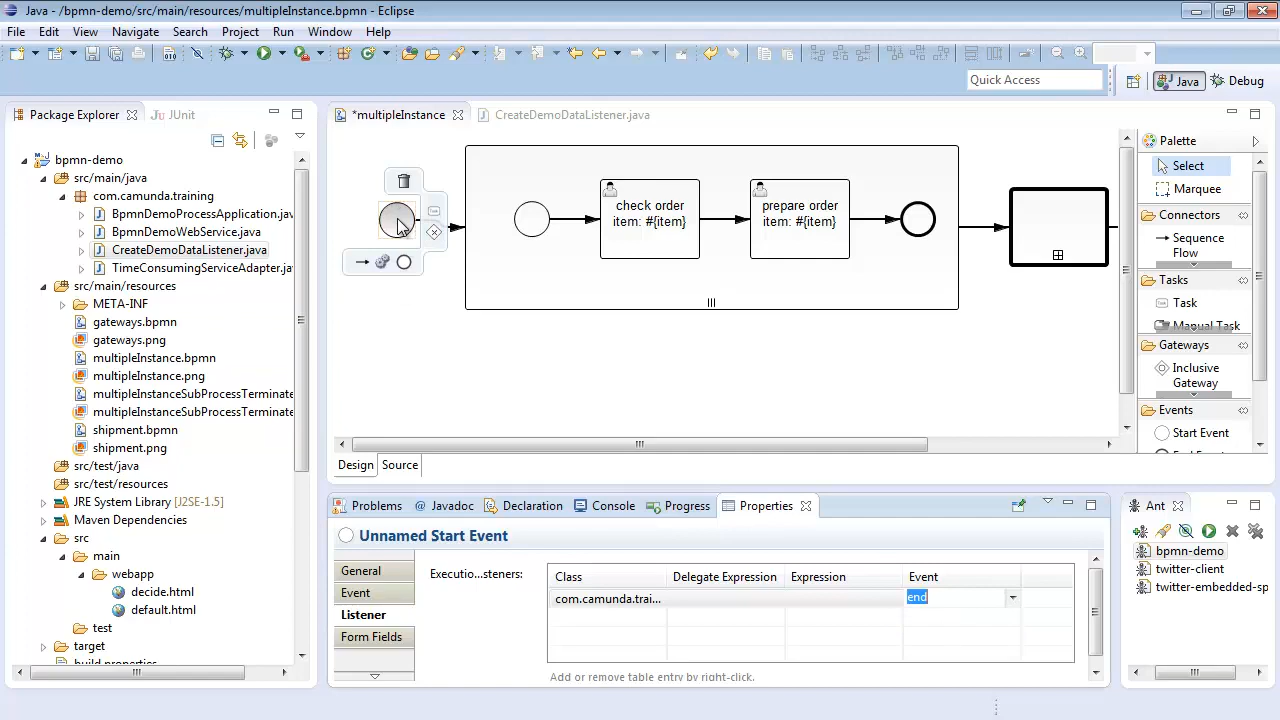 Java - /bpmn-demo/src/main/resources/multipleInstance.bpmn - Eclipse
File Edit View Navigate Search Project Run Window Help
Quick Access
Java
Debug
Package Explorer
JUnit
bpmn-demo
src/main/java
com.camunda.training
BpmnDemoProcessApplication.jav
BpmnDemoWebService.java
CreateDemoDataListener.java
TimeConsumingServiceAdapter.ja
src/main/resources
META-INF
gateways.bpmn
gateways.png
multipleInstance.bpmn
multipleInstance.png
multipleInstanceSubProcessTerminate
multipleInstanceSubProcessTerminate
shipment.bpmn
shipment.png
src/test/java
src/test/resources
JRE System Library [J2SE-1.5]
Maven Dependencies
src
main
webapp
decide.html
default.html
test
target
build.properties
*multipleInstance
CreateDemoDataListener.java
check order
item: #{item}
prepare order
item: #{item}
Design
Source
Palette
Select
Marquee
Connectors
Sequence
Flow
Tasks
Task
Manual Task
Gateways
Inclusive
Gateway
Events
Start Event
Problems
Javadoc
Declaration
Console
Progress
Properties
Unnamed Start Event
General
Event
Listener
Form Fields
Executio...steners:
Class
Delegate Expression
Expression
Event
com.camunda.trai...
end
Add or remove table entry by right-click.
Ant
bpmn-demo
twitter-client
twitter-embedded-sp